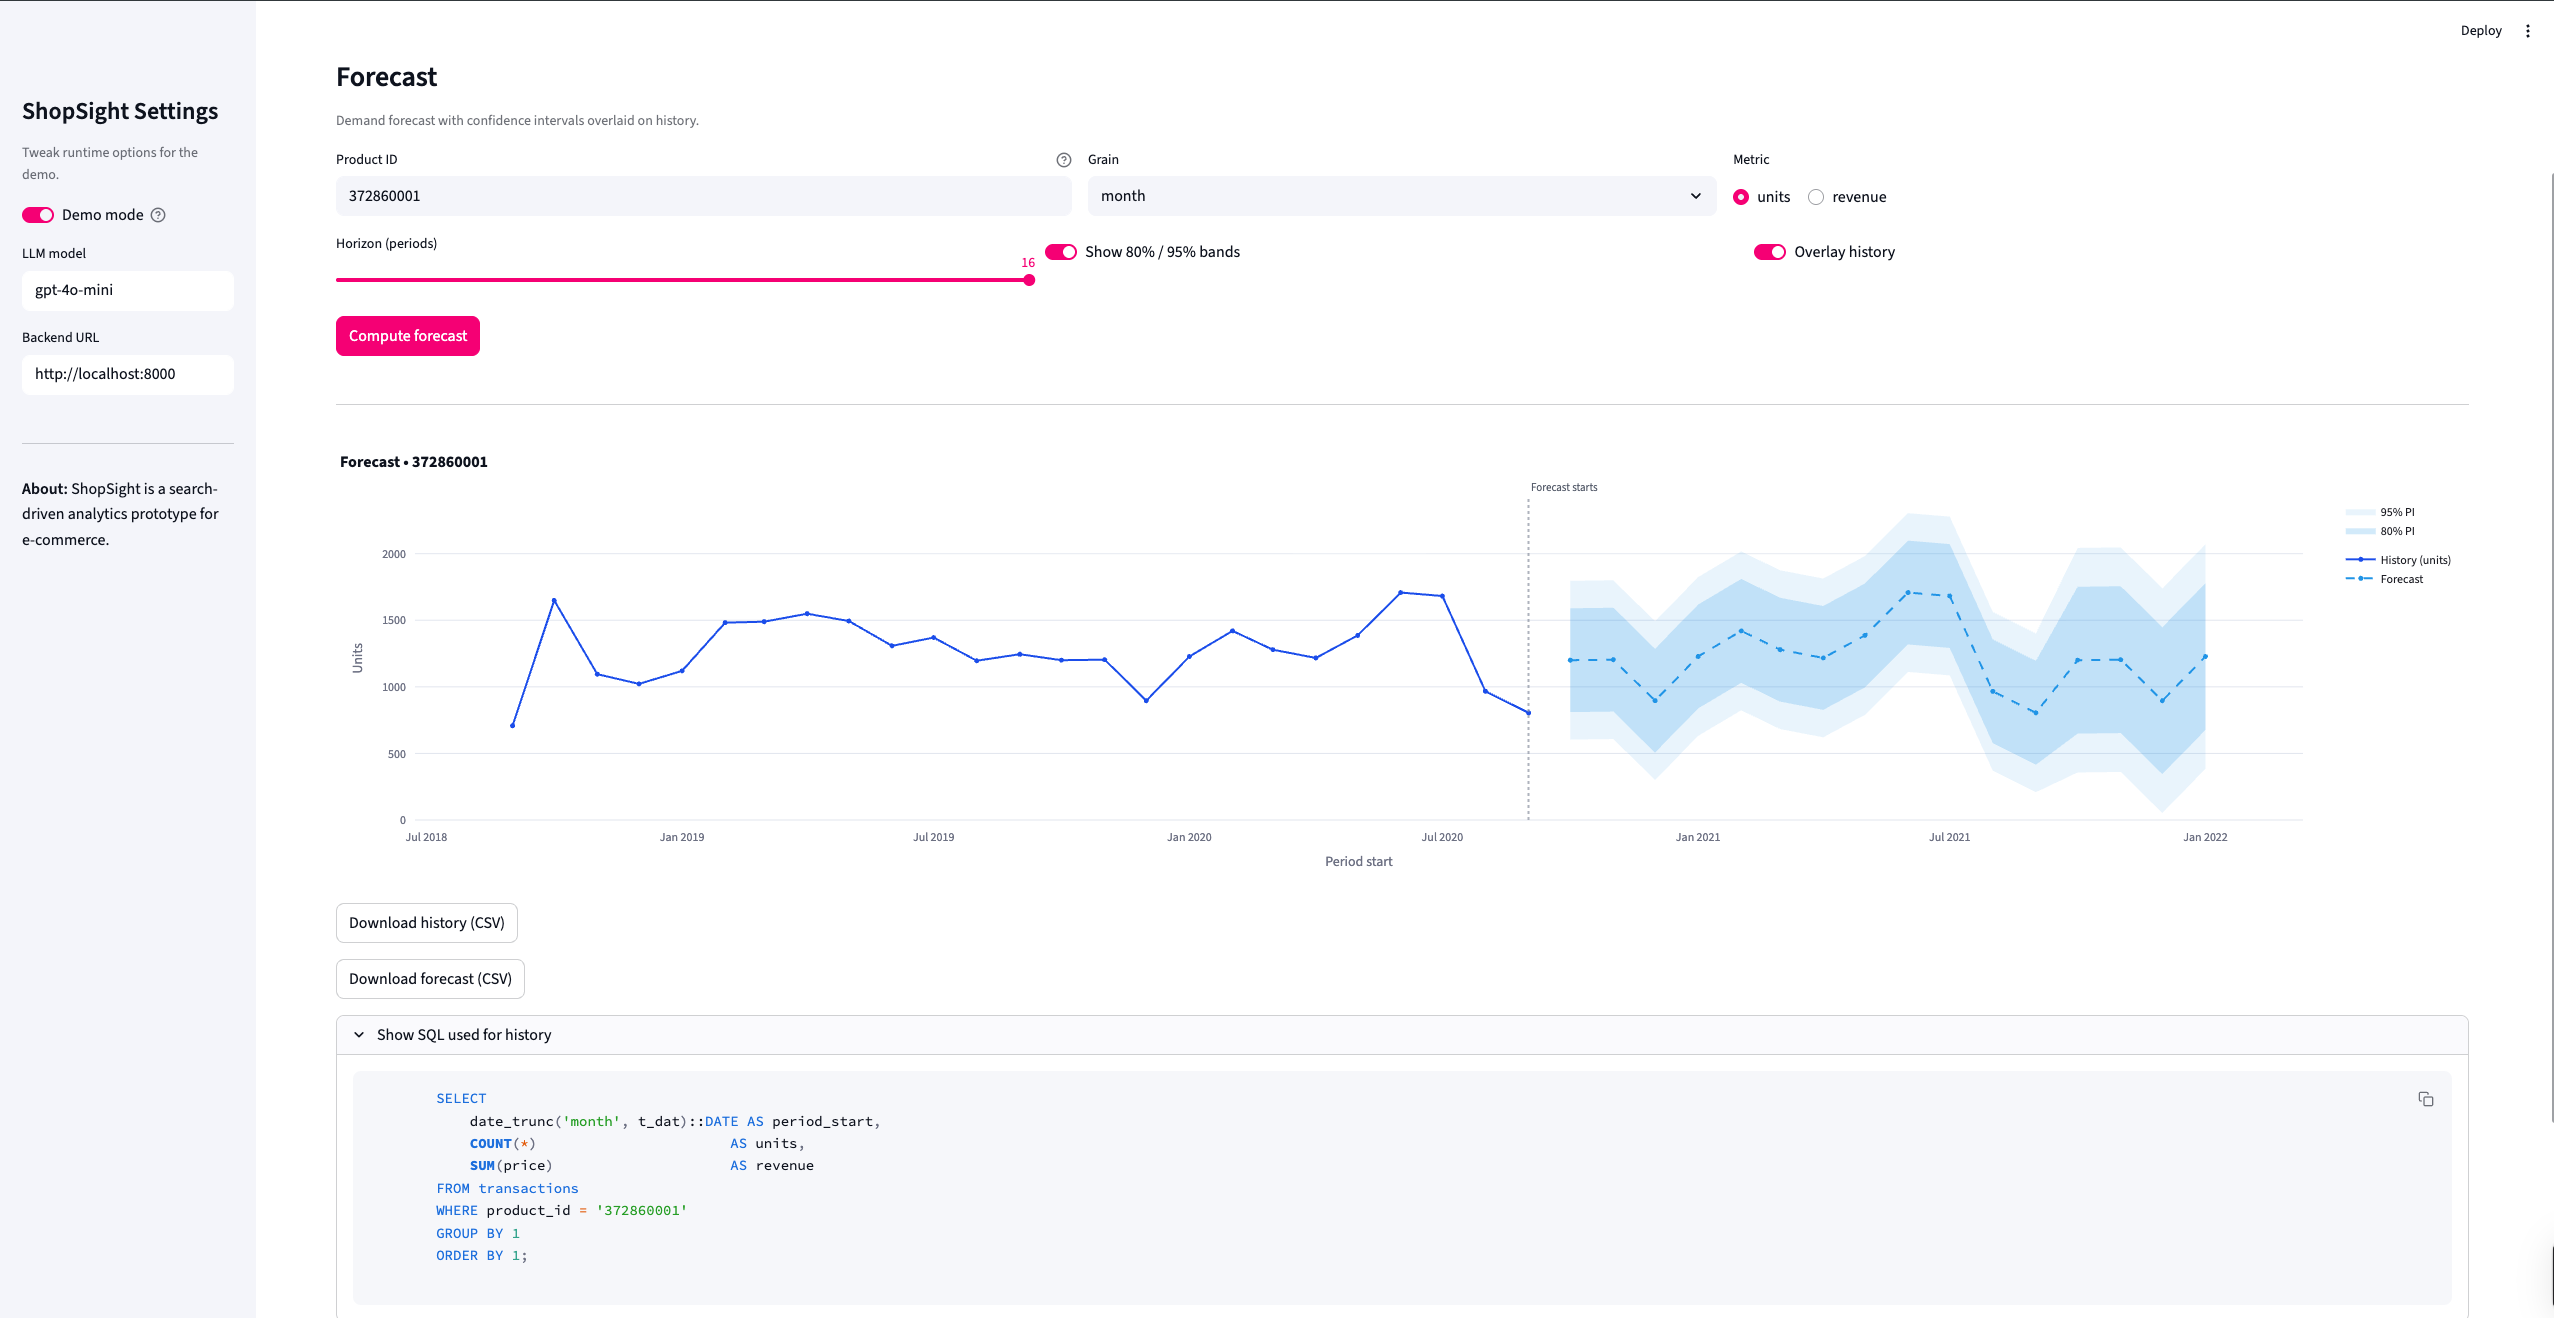 Deploy
ShopSight Settings
Tweak runtime options for the
demo.
Demo mode
LLM model
gpt-4o-mini
Backend URL
http://localhost:8000
About: ShopSight is a search-
driven analytics prototype for
e-commerce.
Forecast
Demand forecast with confidence intervals overlaid on history.
Product ID
372860001
Grain
month
Metric
units
revenue
Horizon (periods)
16
Show 80% / 95% bands
Overlay history
Compute forecast
Forecast • 372860001
Forecast starts
95% PI
80% PI
History (units)
Forecast
Units
2000
1500
1000
500
0
Jul 2018
Jan 2019
Jul 2019
Jan 2020
Jul 2020
Jan 2021
Jul 2021
Jan 2022
Period start
Download history (CSV)
Download forecast (CSV)
Show SQL used for history
SELECT
date_trunc('month', t_dat)::DATE AS period_start,
COUNT(*) AS units,
SUM(price) AS revenue
FROM transactions
WHERE product_id = '372860001'
GROUP BY 1
ORDER BY 1;